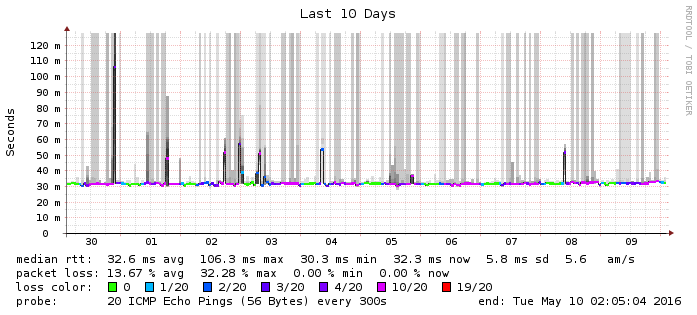 Last 10 Days
RRDTOOL / TOBI OETIKER
Seconds
120 m
110 m
100 m
90 m
80 m
70 m
60 m
50 m
40 m
30 m
20 m
10 m
0
30 01 02 03 04 05 06 07 08 09
median rtt: 32.6 ms avg 106.3 ms max 30.3 ms min 32.3 ms now 5.8 ms sd 5.6 am/s
packet loss: 13.67 % avg 32.28 % max 0.00 % min 0.00 % now
loss color: 0 1/20 2/20 3/20 4/20 10/20 19/20
probe: 20 ICMP Echo Pings (56 Bytes) every 300s end: Tue May 10 02:05:04 2016